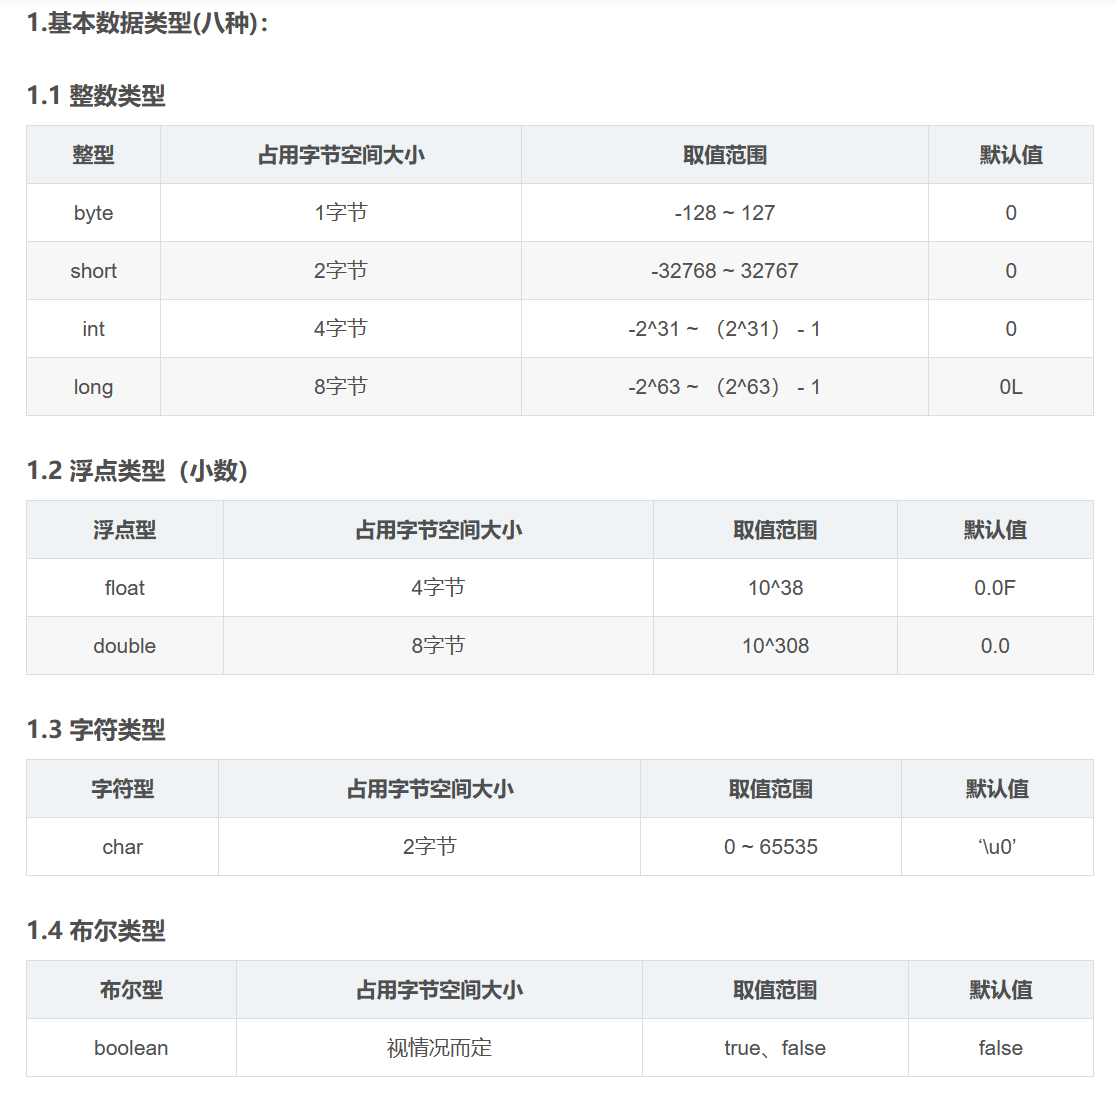 1.基本数据类型(八种)：
1.1 整数类型
整型 占用字节空间大小 取值范围 默认值
byte 1字节 -128 ~ 127 0
short 2字节 -32768 ~ 32767 0
int 4字节 -2^31 ~ （2^31） - 1 0
long 8字节 -2^63 ~ （2^63） - 1 0L
1.2 浮点类型（小数）
浮点型 占用字节空间大小 取值范围 默认值
float 4字节 10^38 0.0F
double 8字节 10^308 0.0
1.3 字符类型
字符型 占用字节空间大小 取值范围 默认值
char 2字节 0 ~ 65535 ‘\u0’
1.4 布尔类型
布尔型 占用字节空间大小 取值范围 默认值
boolean 视情况而定 true、false false